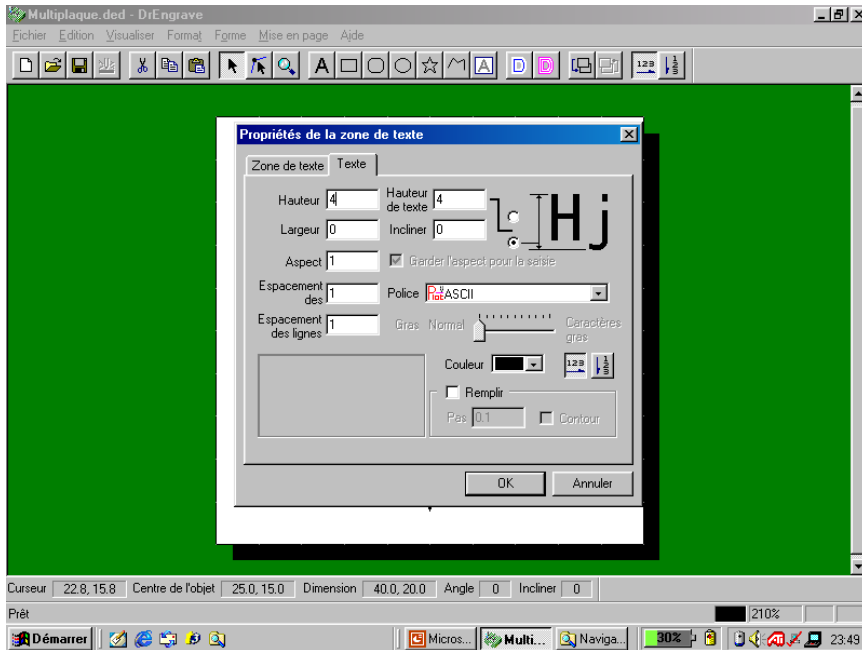 Multiplaque.ded - DrEngrave
Fichier Edition Visualiser Format Forme Mise en page Aide
A A D D 123 123
Propriétés de la zone de texte
Zone de texte Texte
Hauteur 4 Hauteur de texte 4
Largeur 0 Incliner 0
Hj
Aspect 1 Garder l'aspect pour la saisie
Espacement des 1 Police ASCII
Espacement des lignes 1 Gras Normal Caractères gras
Couleur 123 123
Remplir
Pas 0.1 Contour
OK Annuler
Curseur 22.8, 15.8 Centre de l'objet 25.0, 15.0 Dimension 40.0, 20.0 Angle 0 Incliner 0
Prêt 210%
Démarrer Micros... Multi... Naviga... 30% 23:49